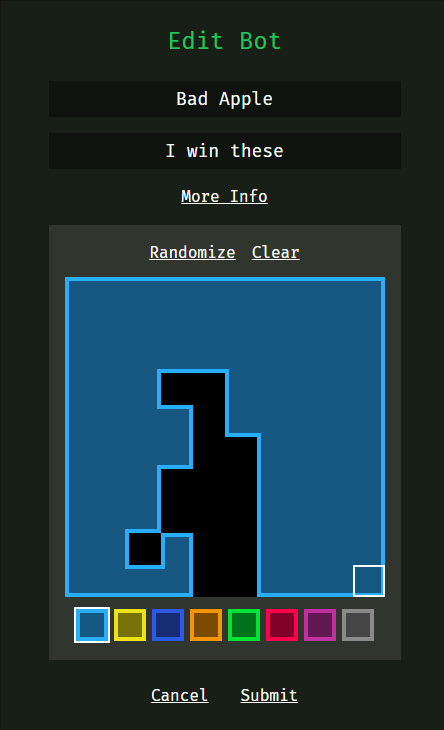 Edit Bot
Bad Apple
I win these
More Info
Randomize Clear
Cancel Submit